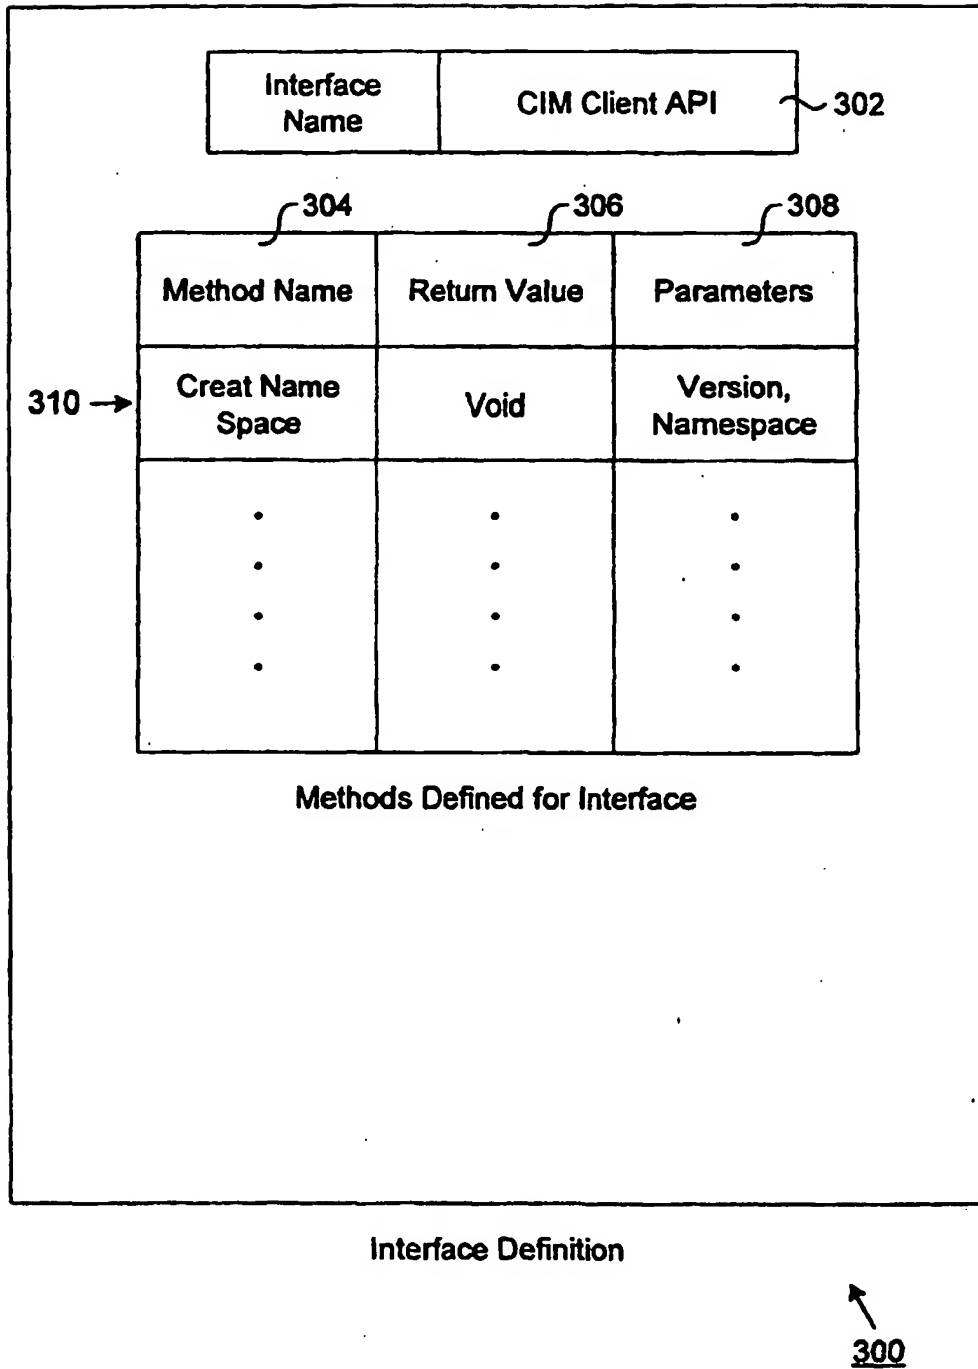 Interface
Name
CIM Client API
302
304
306
308
Method Name
Return Value
Parameters
310
Creat Name
Space
Void
Version,
Namespace
Methods Defined for Interface
Interface Definition
300